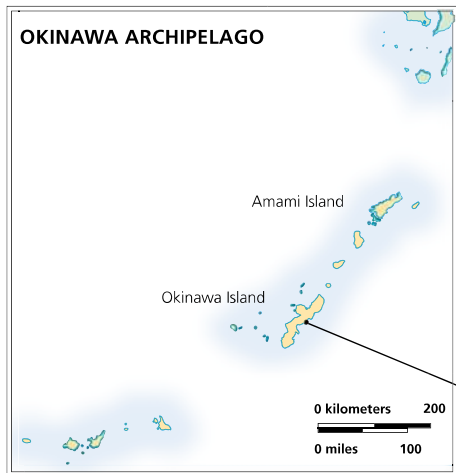 OKINAWA ARCHIPELAGO
Amami Island
Okinawa Island
0 kilometers 200
0 miles 100